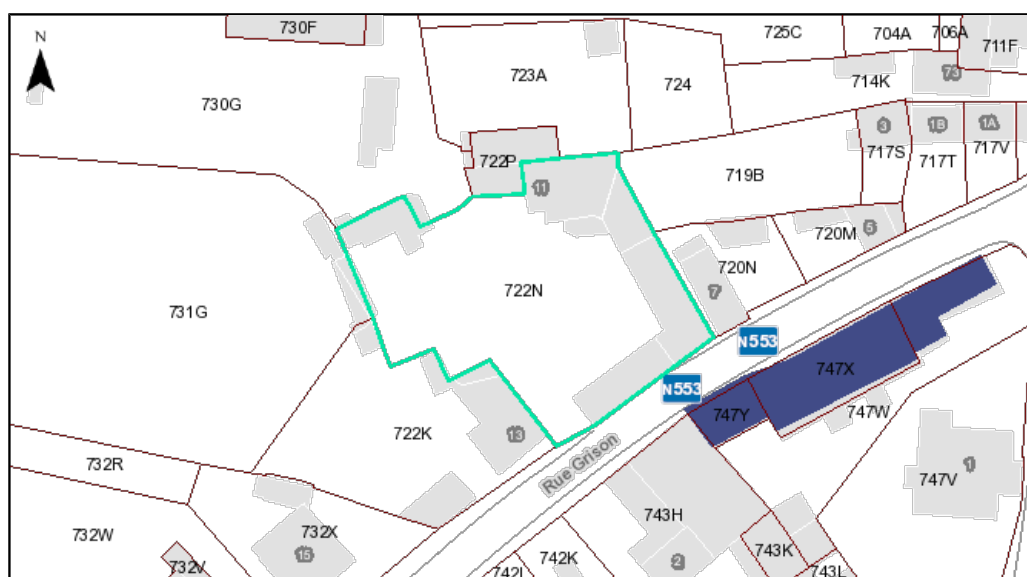 N
730F
725C
704A
706A
711F
723A
724
714K
73
730G
3
1B
1A
722P
717S
717T
717V
719B
11
720M
5
720N
722N
7
731G
N553
747X
N553
747Y
747W
722K
13
Rue Grison
732R
747V
1
732W
732X
743H
15
743K
2
742K
732V
743L